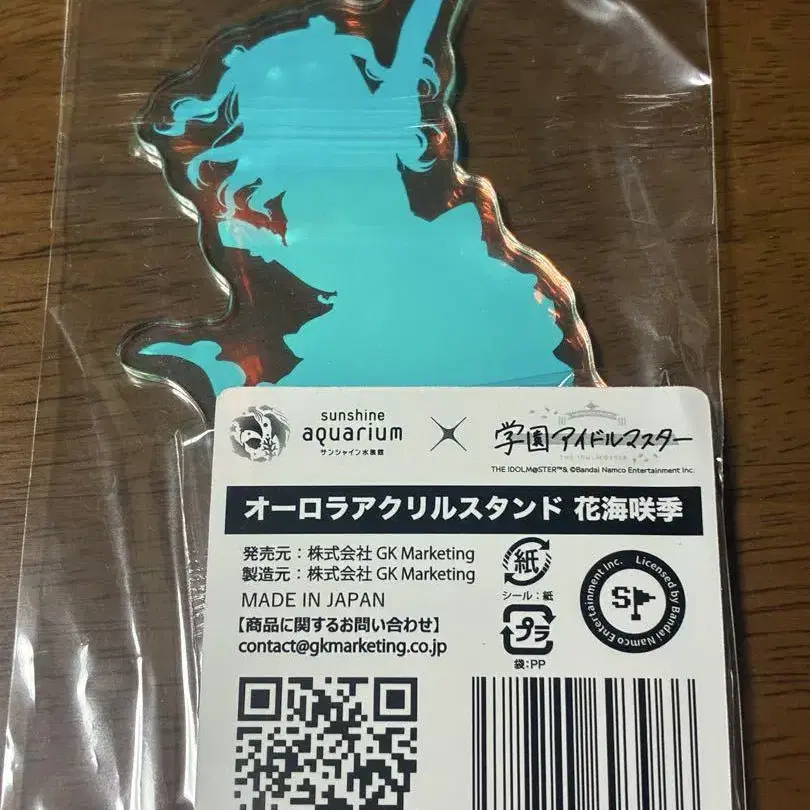 sunshine
aquarium
サンシャイン水族館
学園アイドルマスター
THE IDOLM@STER
THE IDOLM@STER™& ©Bandai Namco Entertainment Inc.
オーロラアクリルスタンド 花海咲季
発売元：株式会社 GK Marketing
製造元：株式会社 GK Marketing
MADE IN JAPAN
【商品に関するお問い合わせ】
contact@gkmarketing.co.jp
紙
シール：紙
プラ
袋：PP
Licensed by Bandai Namco Entertainment Inc.
SP